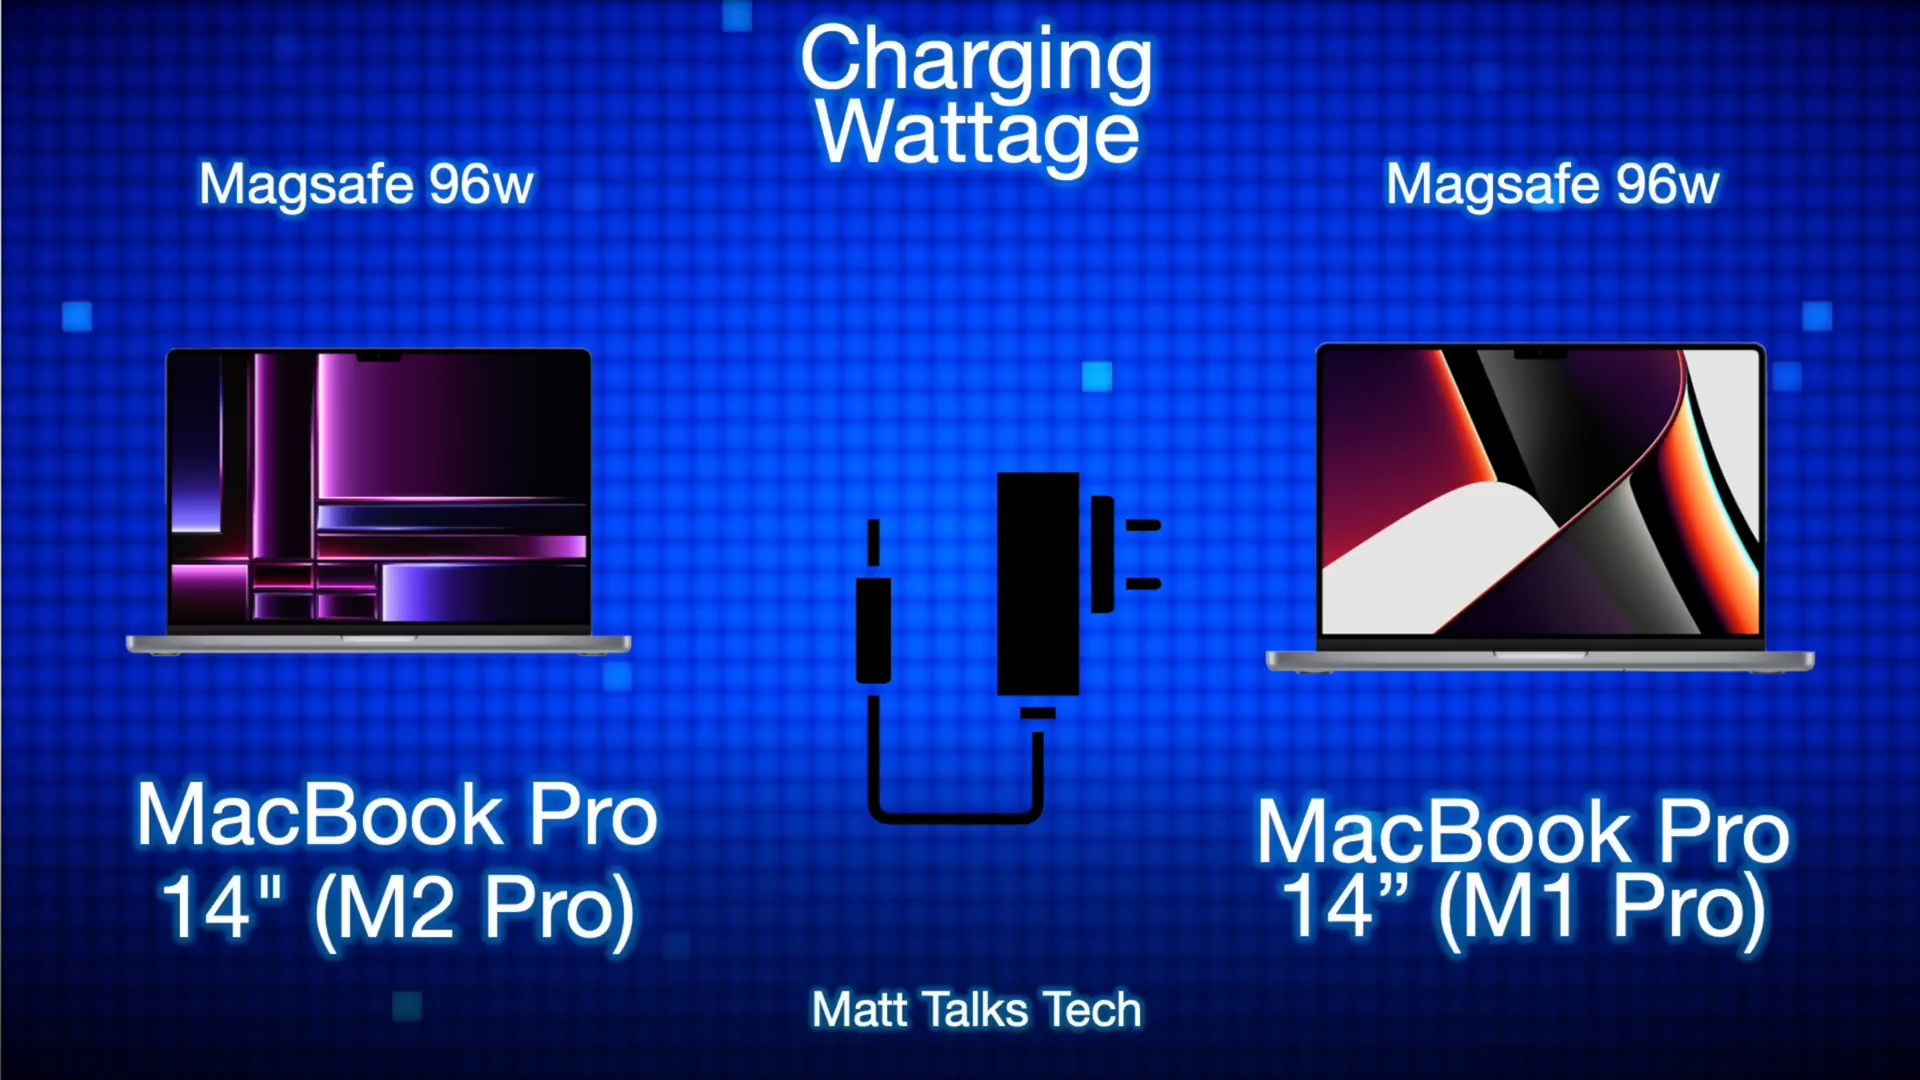 Charging
Wattage
Magsafe 96w
Magsafe 96w
MacBook Pro
14" (M2 Pro)
MacBook Pro
14” (M1 Pro)
Matt Talks Tech